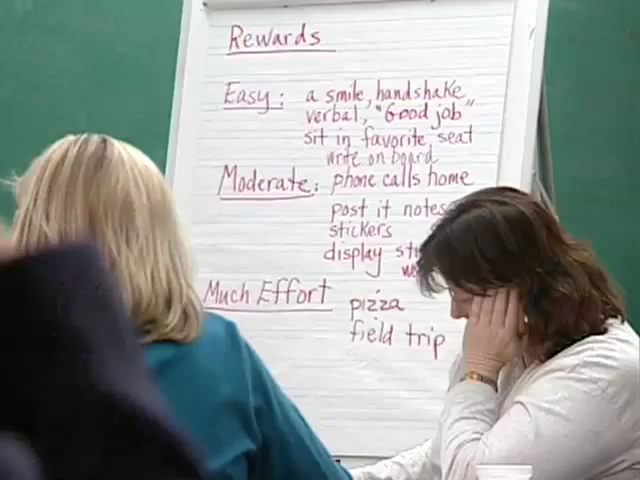 Rewards
Easy: a smile, handshake
verbal, "Good job"
sit in favorite seat
write on board
Moderate: phone calls home
post it notes
stickers
display
Much Effort pizza
field trip